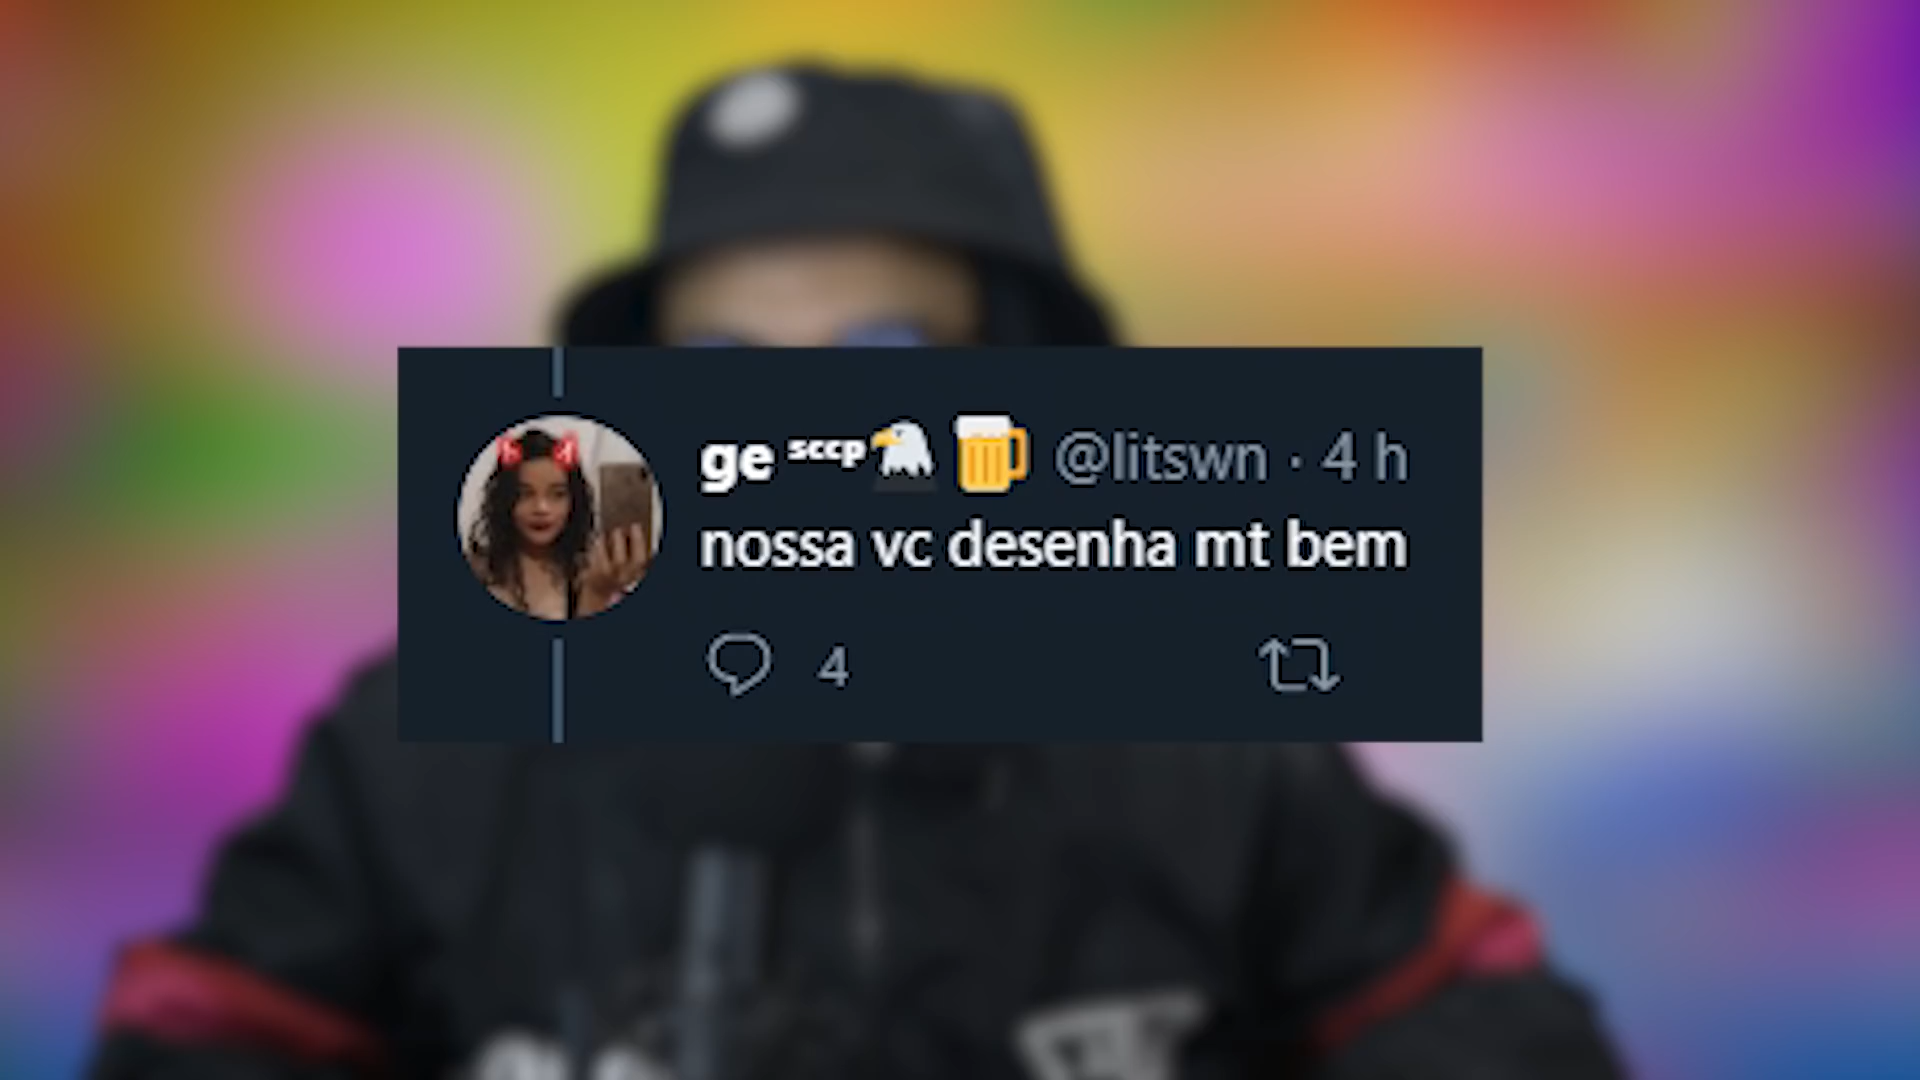 ge ˢᶜᶜᵖ🦅 🍺 @litswn · 4 h
nossa vc desenha mt bem
4